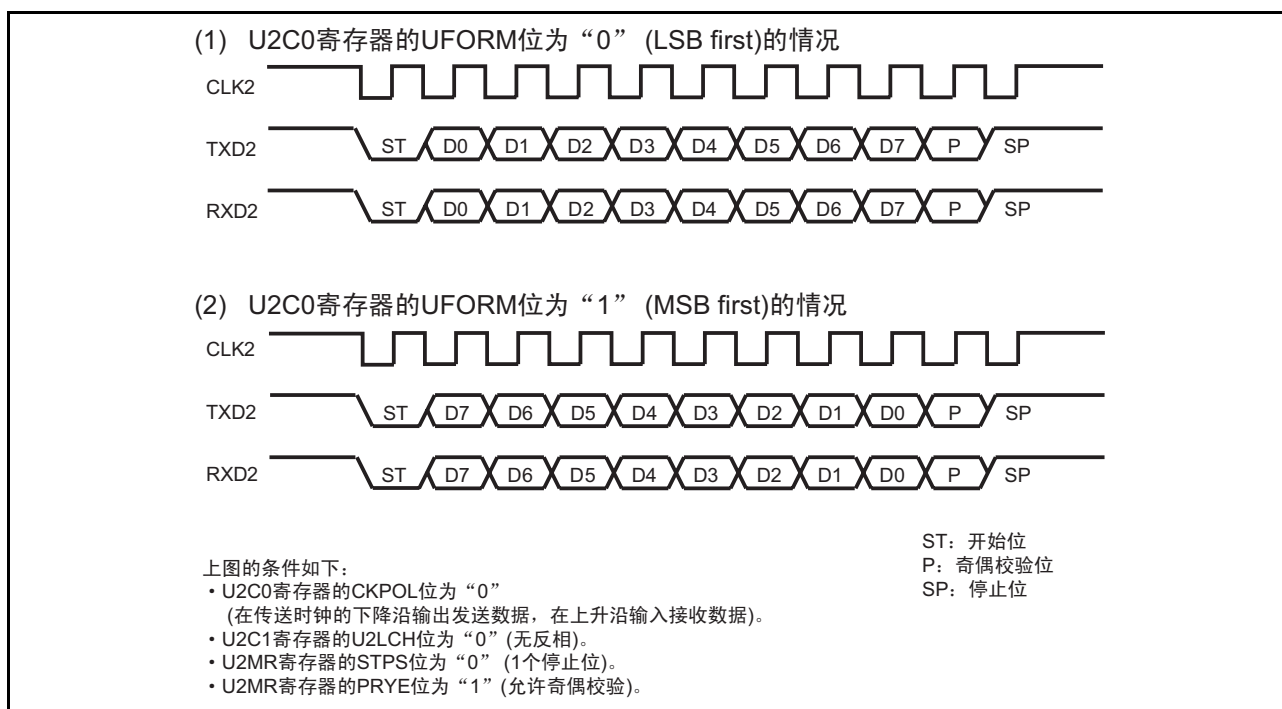 (1) U2C0寄存器的UFORM位为“0” (LSB first)的情况
CLK2
TXD2 ST D0 D1 D2 D3 D4 D5 D6 D7 P SP
RXD2 ST D0 D1 D2 D3 D4 D5 D6 D7 P SP
(2) U2C0寄存器的UFORM位为“1” (MSB first)的情况
CLK2
TXD2 ST D7 D6 D5 D4 D3 D2 D1 D0 P SP
RXD2 ST D7 D6 D5 D4 D3 D2 D1 D0 P SP
ST：开始位
P：奇偶校验位
SP：停止位
上图的条件如下：
・U2C0寄存器的CKPOL位为“0”
(在传送时钟的下降沿输出发送数据，在上升沿输入接收数据)。
・U2C1寄存器的U2LCH位为“0”(无反相)。
・U2MR寄存器的STPS位为“0” (1个停止位)。
・U2MR寄存器的PRYE位为“1”(允许奇偶校验)。